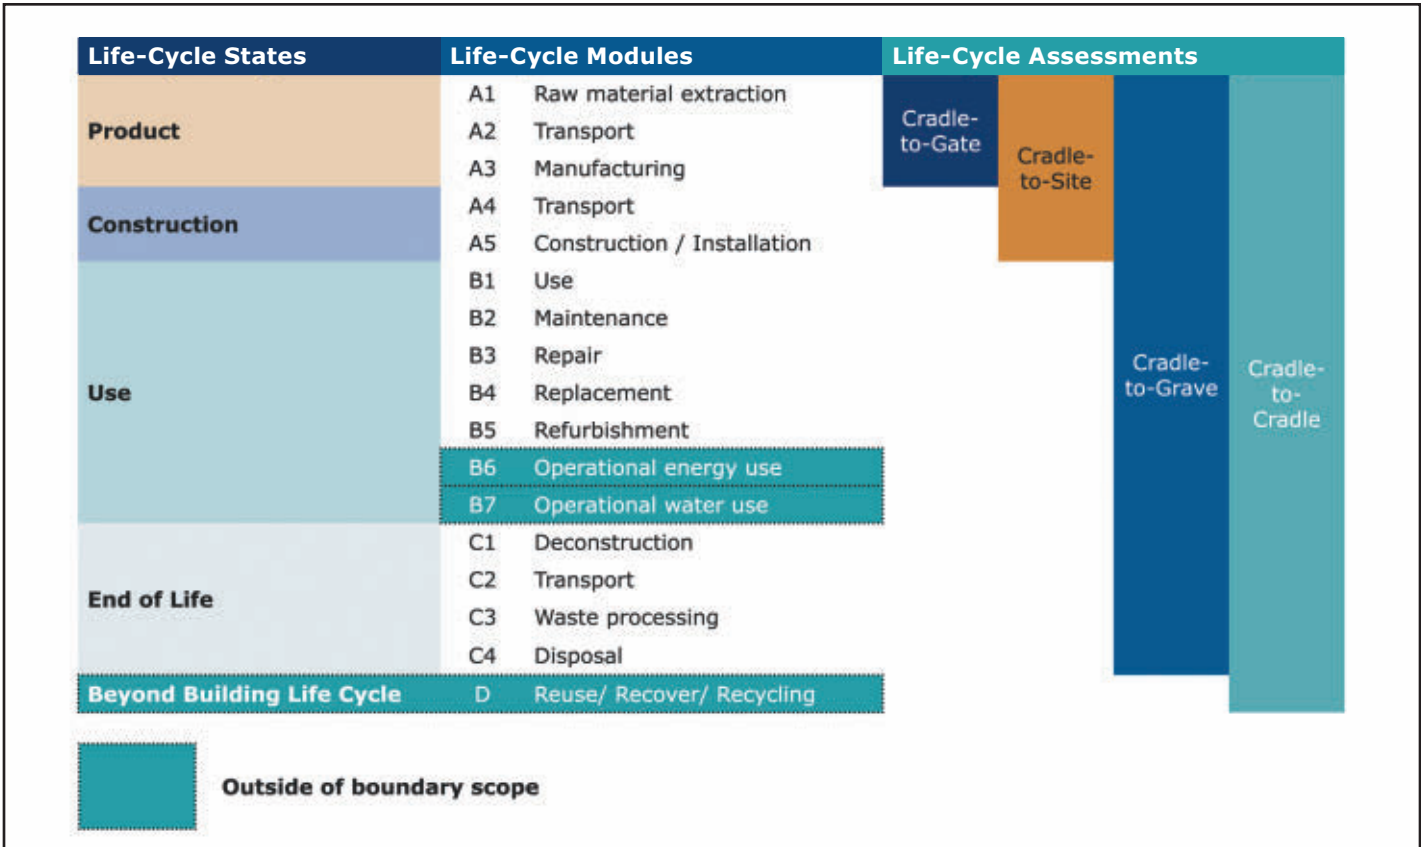 Life-Cycle States Life-Cycle Modules Life-Cycle Assessments
Product
A1 Raw material extraction
A2 Transport
A3 Manufacturing
Construction
A4 Transport
A5 Construction / Installation
Use
B1 Use
B2 Maintenance
B3 Repair
B4 Replacement
B5 Refurbishment
B6 Operational energy use
B7 Operational water use
End of Life
C1 Deconstruction
C2 Transport
C3 Waste processing
C4 Disposal
Beyond Building Life Cycle D Reuse/ Recover/ Recycling
Cradle-
to-Gate
Cradle-
to-Site
Cradle-
to-Grave
Cradle-
to-
Cradle
Outside of boundary scope